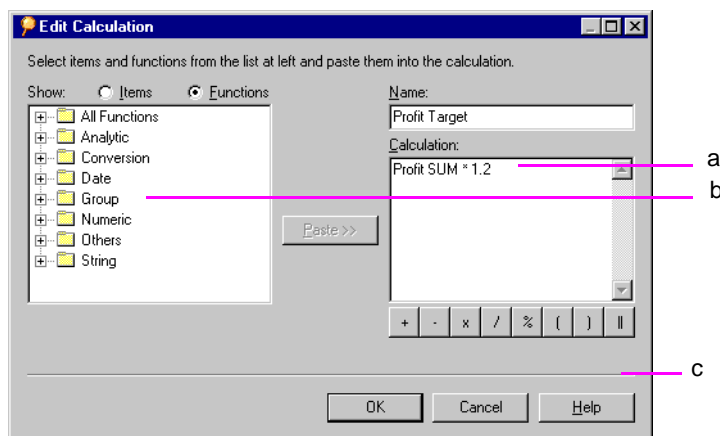 Edit Calculation
Select items and functions from the list at left and paste them into the calculation.
Show: Items Functions
All Functions
Analytic
Conversion
Date
Group
Numeric
Others
String
Paste >>
Name:
Profit Target
Calculation:
Profit SUM * 1.2
+ - x / % ( ) ||
OK Cancel Help
a
b
c